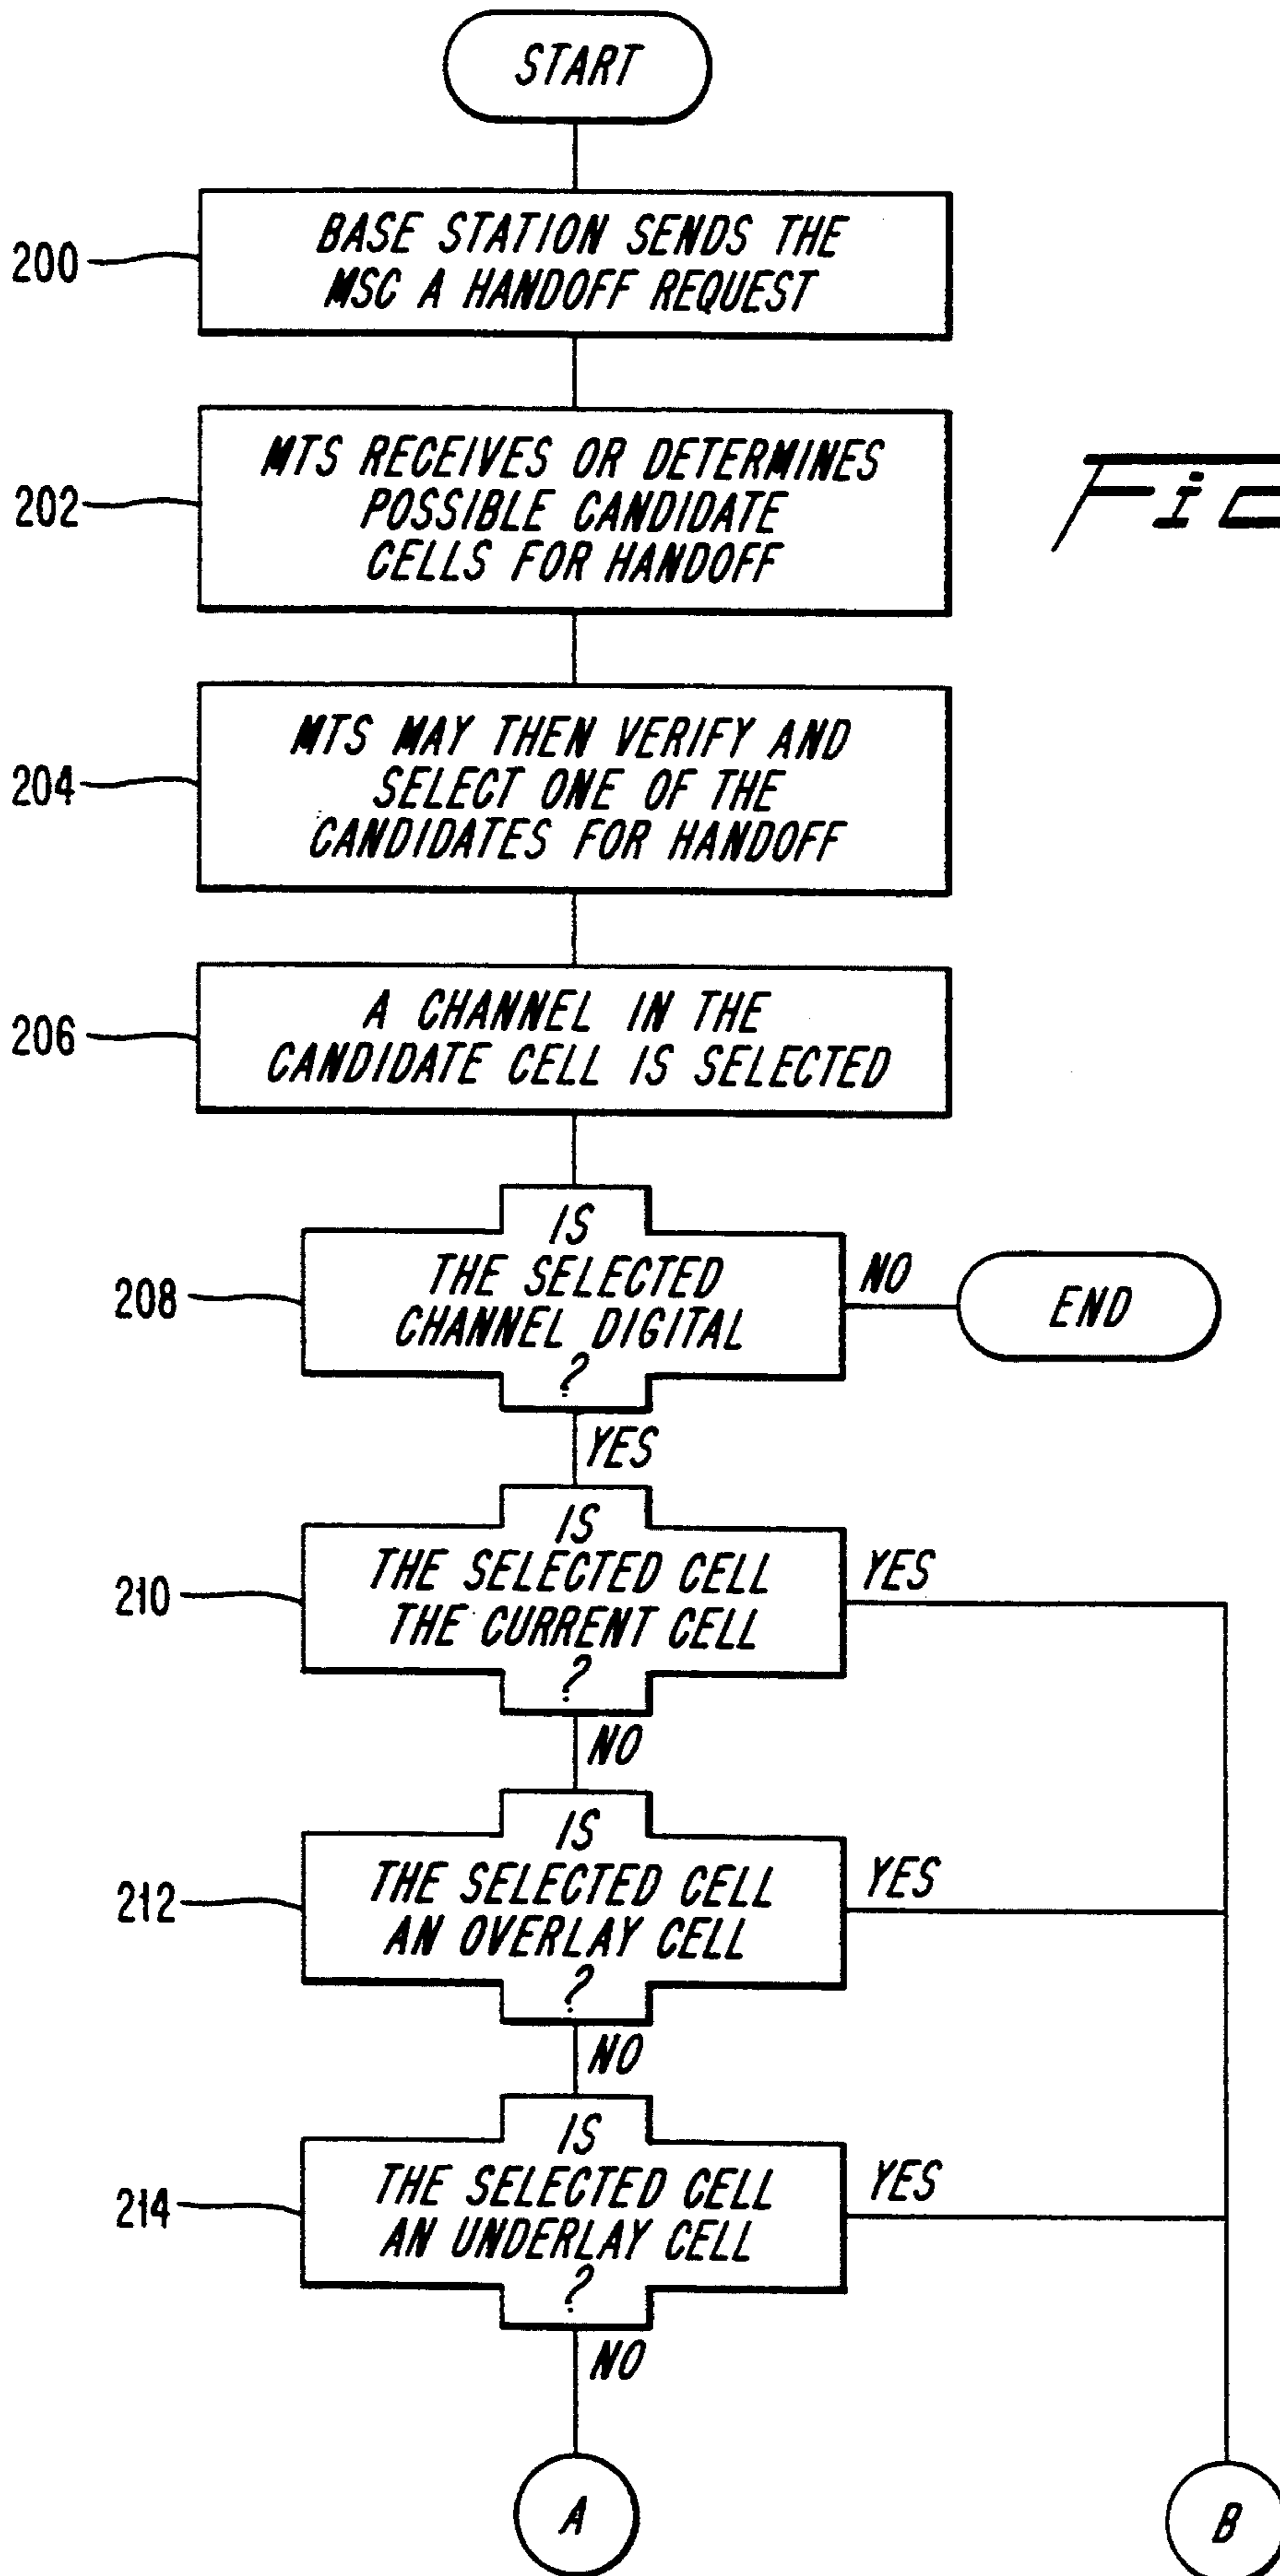 START
200
BASE STATION SENDS THE
MSC A HANDOFF REQUEST
202
MTS RECEIVES OR DETERMINES
POSSIBLE CANDIDATE
CELLS FOR HANDOFF
204
MTS MAY THEN VERIFY AND
SELECT ONE OF THE
CANDIDATES FOR HANDOFF
206
A CHANNEL IN THE
CANDIDATE CELL IS SELECTED
208
IS
THE SELECTED
CHANNEL DIGITAL
?
NO
END
YES
210
IS
THE SELECTED CELL
THE CURRENT CELL
?
YES
NO
212
IS
THE SELECTED CELL
AN OVERLAY CELL
?
YES
NO
214
IS
THE SELECTED CELL
AN UNDERLAY CELL
?
YES
NO
A
B